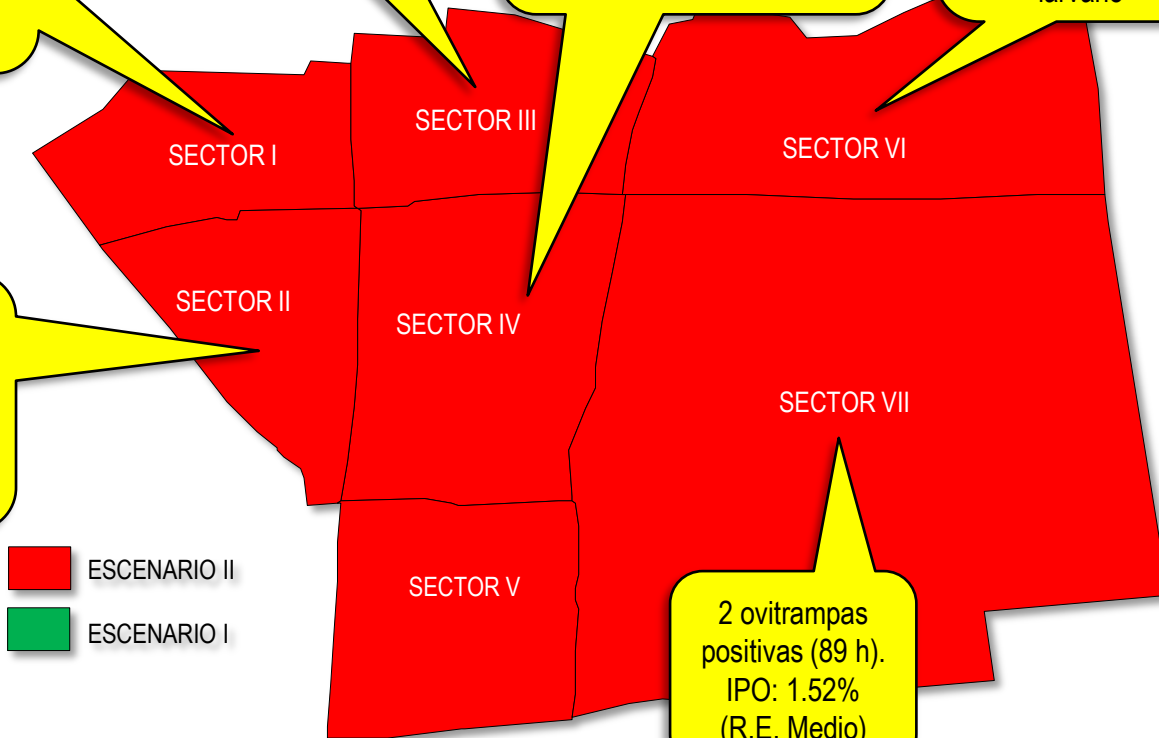 larvario
SECTOR III
SECTOR VI
SECTOR I
SECTOR II
SECTOR IV
SECTOR VII
ESCENARIO II
ESCENARIO I
SECTOR V
2 ovitrampas
positivas (89 h).
IPO: 1.52%
(R.E. Medio)